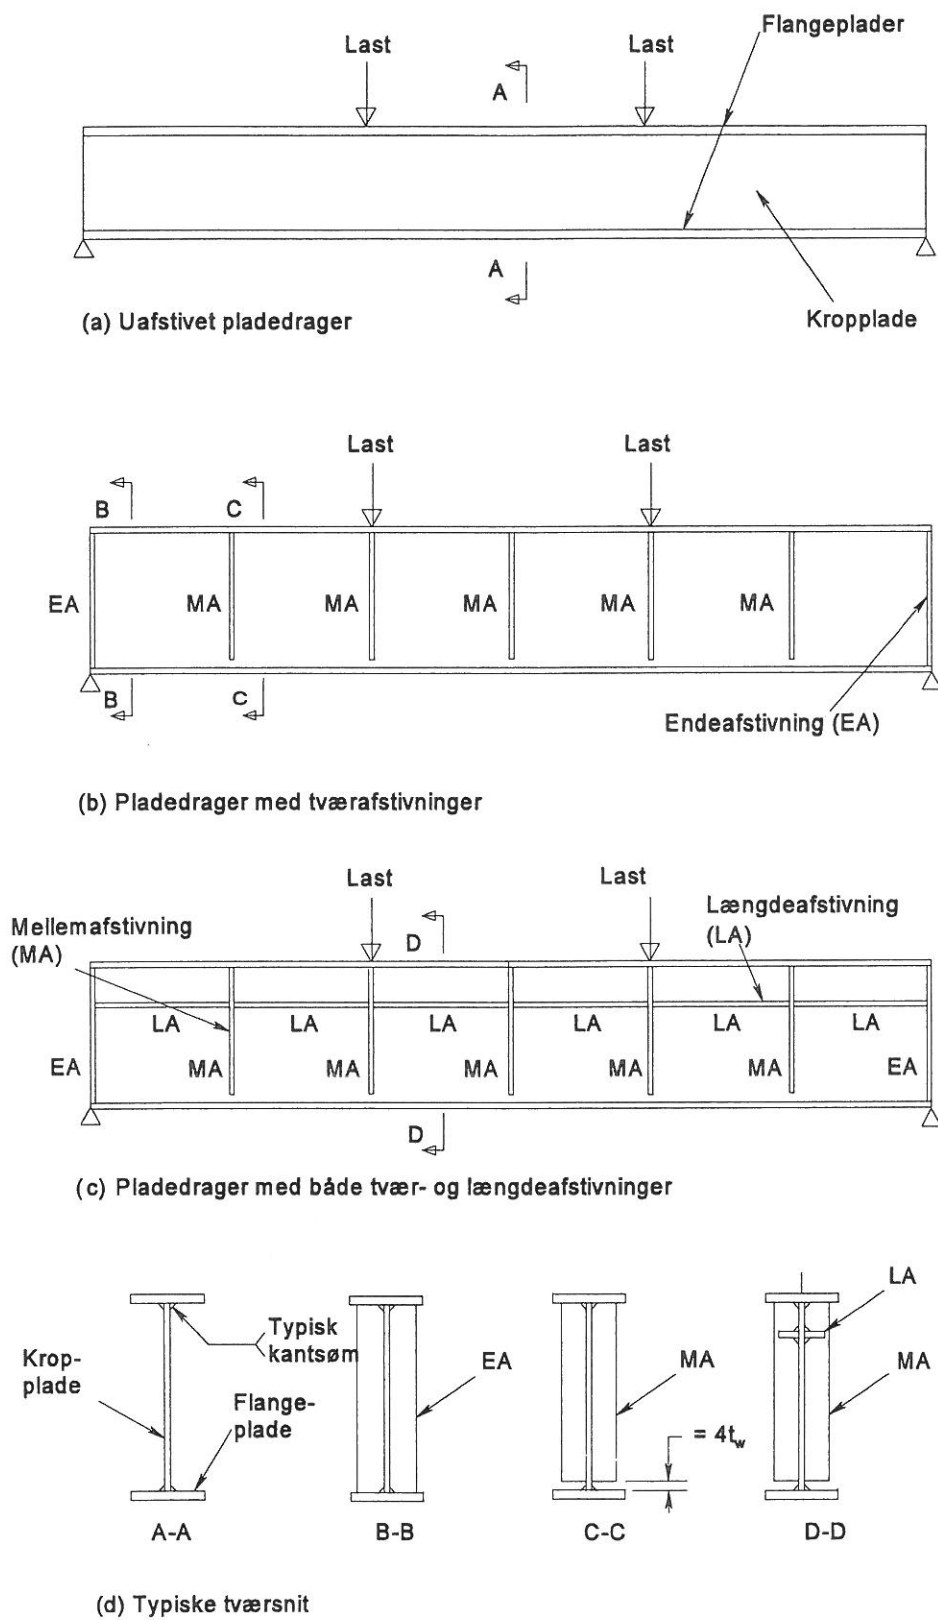 Flangeplader
Last
Last
A
A
Kropplade
(a) Uafstivet pladedrager
Last
Last
B
C
EA
MA
MA
MA
MA
MA
B
C
Endeafstivning (EA)
(b) Pladedrager med tværafstivninger
Last
Last
Længdeafstivning
(LA)
Mellemafstivning
(MA)
D
LA
LA
LA
LA
LA
LA
EA
MA
MA
MA
MA
MA
EA
D
(c) Pladedrager med både tvær- og længdeafstivninger
Typisk
kantsøm
Krop-
plade
Flange-
plade
EA
MA
= 4tw
LA
MA
A-A
B-B
C-C
D-D
(d) Typiske tværsnit